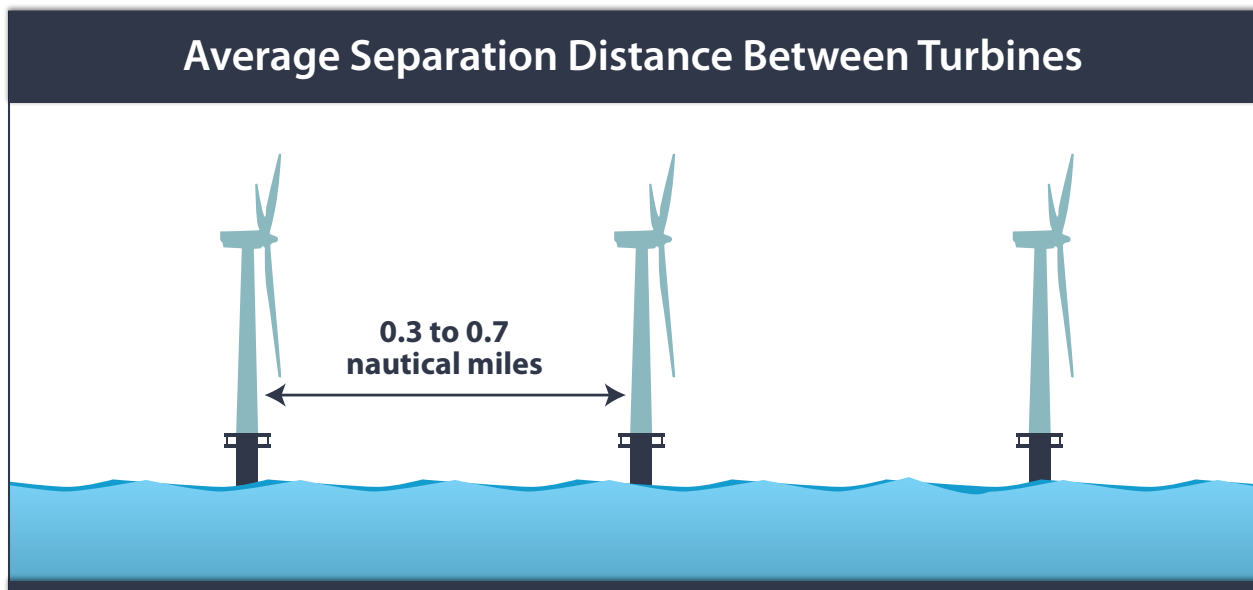 Average Separation Distance Between Turbines
0.3 to 0.7
nautical miles